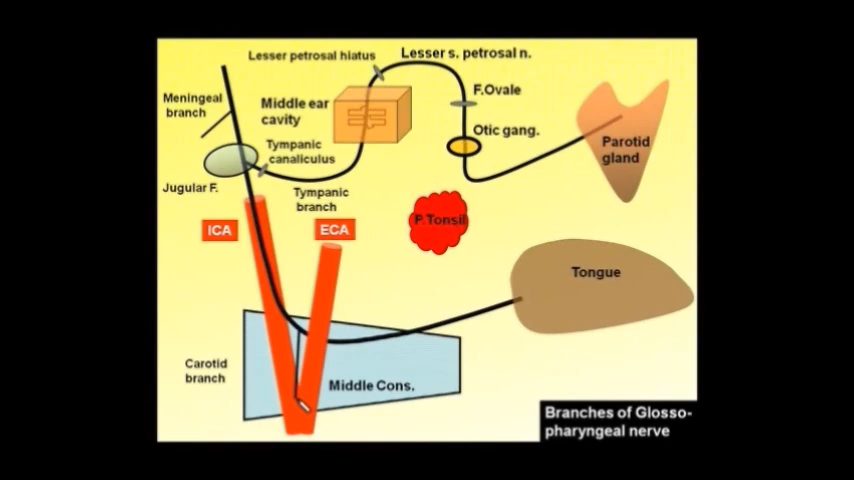 Lesser petrosal hiatus
Lesser s. petrosal n.
Meningeal
branch
Middle ear
cavity
F.Ovale
Otic gang.
Parotid
gland
Tympanic
canaliculus
Jugular F.
Tympanic
branch
ICA
ECA
P.Tonsil
Tongue
Carotid
branch
Middle Cons.
Branches of Glosso-
pharyngeal nerve